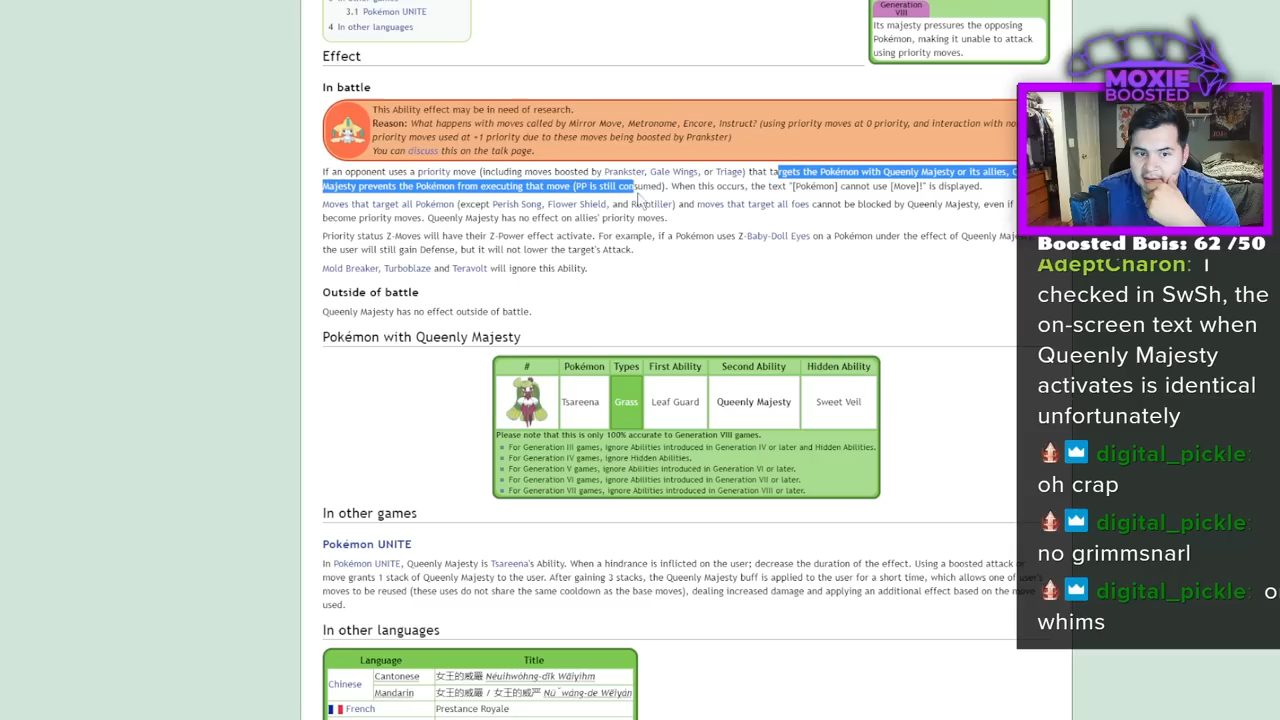 3.1 Pokémon UNITE
4 In other languages
Generation
VIII
Its majesty pressures the opposing
Pokémon, making it unable to attack
using priority moves.
Effect
In battle
This Ability effect may be in need of research.
Reason: What happens with moves called by Mirror Move, Metronome, Encore, Instruct? (using priority moves at 0 priority, and interaction with no
priority moves used at +1 priority due to these moves being boosted by Prankster)
You can discuss this on the talk page.
If an opponent uses a priority move (including moves boosted by Prankster, Gale Wings, or Triage) that targets the Pokémon with Queenly Majesty or its allies,
Majesty prevents the Pokémon from executing that move (PP is still consumed). When this occurs, the text "[Pokémon] cannot use [Move]!" is displayed.
Moves that target all Pokémon (except Perish Song, Flower Shield, and Rototiller) and moves that target all foes cannot be blocked by Queenly Majesty, even if
become priority moves. Queenly Majesty has no effect on allies' priority moves.
Priority status Z-Moves will have their Z-Power effect activate. For example, if a Pokémon uses Z-Baby-Doll Eyes on a Pokémon under the effect of Queenly
the user will still gain Defense, but it will not lower the target's Attack.
Mold Breaker, Turboblaze and Teravolt will ignore this Ability.
Outside of battle
Queenly Majesty has no effect outside of battle.
Pokémon with Queenly Majesty
# Pokémon Types First Ability Second Ability Hidden Ability
Tsareena Grass Leaf Guard Queenly Majesty Sweet Veil
Please note that this is only 100% accurate to Generation VIII games.
For Generation III games, ignore Abilities introduced in Generation IV or later and Hidden Abilities.
For Generation IV games, ignore Hidden Abilities.
For Generation V games, ignore Abilities introduced in Generation VI or later.
For Generation VI games, ignore Abilities introduced in Generation VII or later.
For Generation VII games, ignore Abilities introduced in Generation VIII or later.
In other games
Pokémon UNITE
In Pokémon UNITE, Queenly Majesty is Tsareena's Ability. When a hindrance is inflicted on the user; decrease the duration of the effect. Using a boosted attack or
move grants 1 stack of Queenly Majesty to the user. After gaining 3 stacks, the Queenly Majesty buff is applied to the user for a short time, which allows one of user's
moves to be reused (these uses do not share the same cooldown as the base moves), dealing increased damage and applying an additional effect based on the move
used.
In other languages
Language Title
Chinese Cantonese 女王的威嚴 Néuihwòhng-dīk Wāiyìhm
Mandarin 女王的威嚴 / 女王的威严 Nǚ wáng-de Wēiyán
French Prestance Royale
MOXIE
BOOSTED
Boosted Bois: 62 /50
AdeptCharon: I
checked in SwSh, the
on-screen text when
Queenly Majesty
activates is identical
unfortunately
digital_pickle:
oh crap
digital_pickle:
no grimmsnarl
digital_pickle:
whims